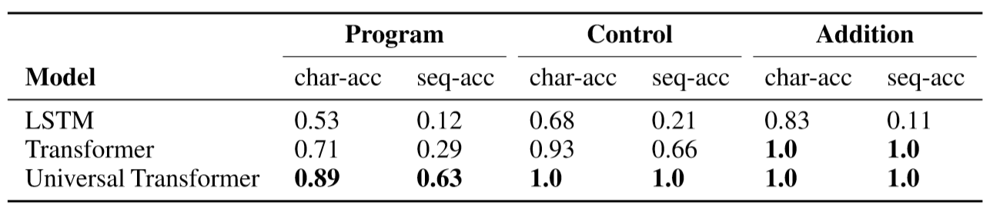 Program Control Addition
Model char-acc seq-acc char-acc seq-acc char-acc seq-acc
LSTM 0.53 0.12 0.68 0.21 0.83 0.11
Transformer 0.71 0.29 0.93 0.66 1.0 1.0
Universal Transformer 0.89 0.63 1.0 1.0 1.0 1.0